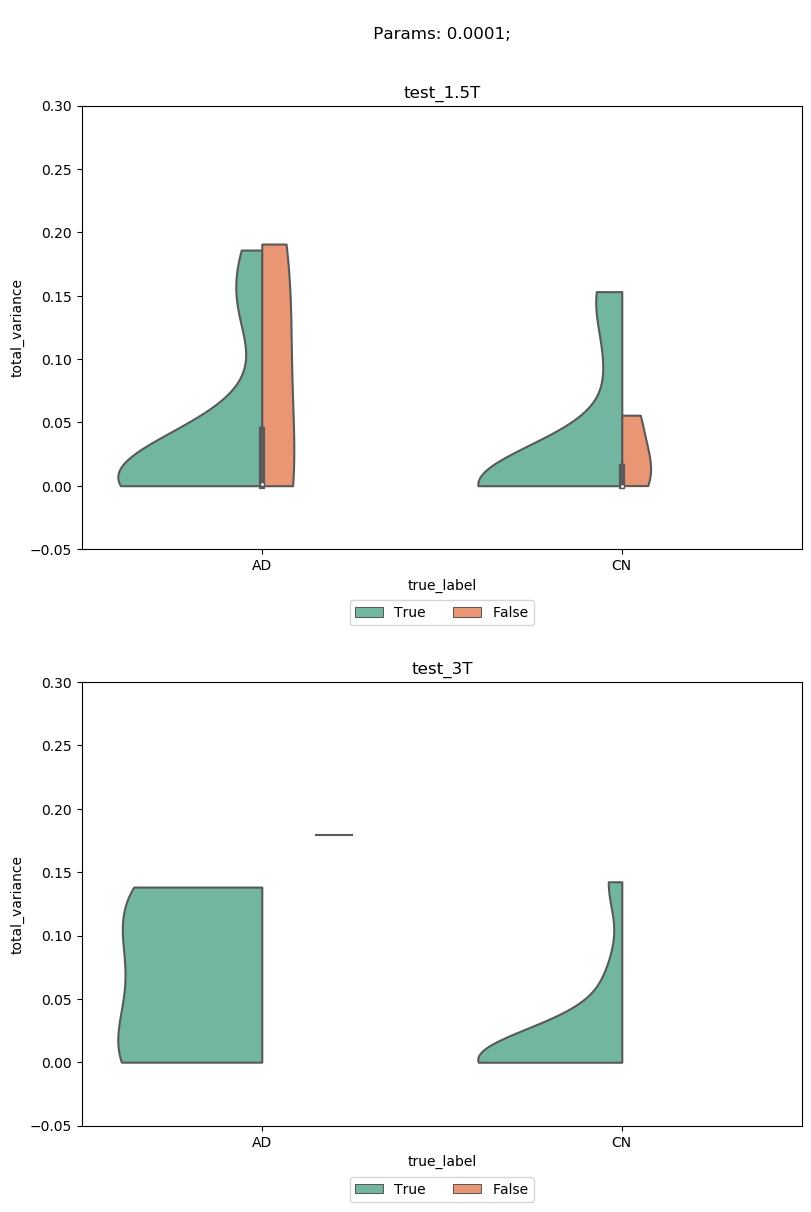 Params: 0.0001;
test_1.5T
0.30
0.25
0.20
0.15
0.10
0.05
0.00
−0.05
total_variance
AD CN
true_label
True False
test_3T
0.30
0.25
0.20
0.15
0.10
0.05
0.00
−0.05
total_variance
AD CN
true_label
True False